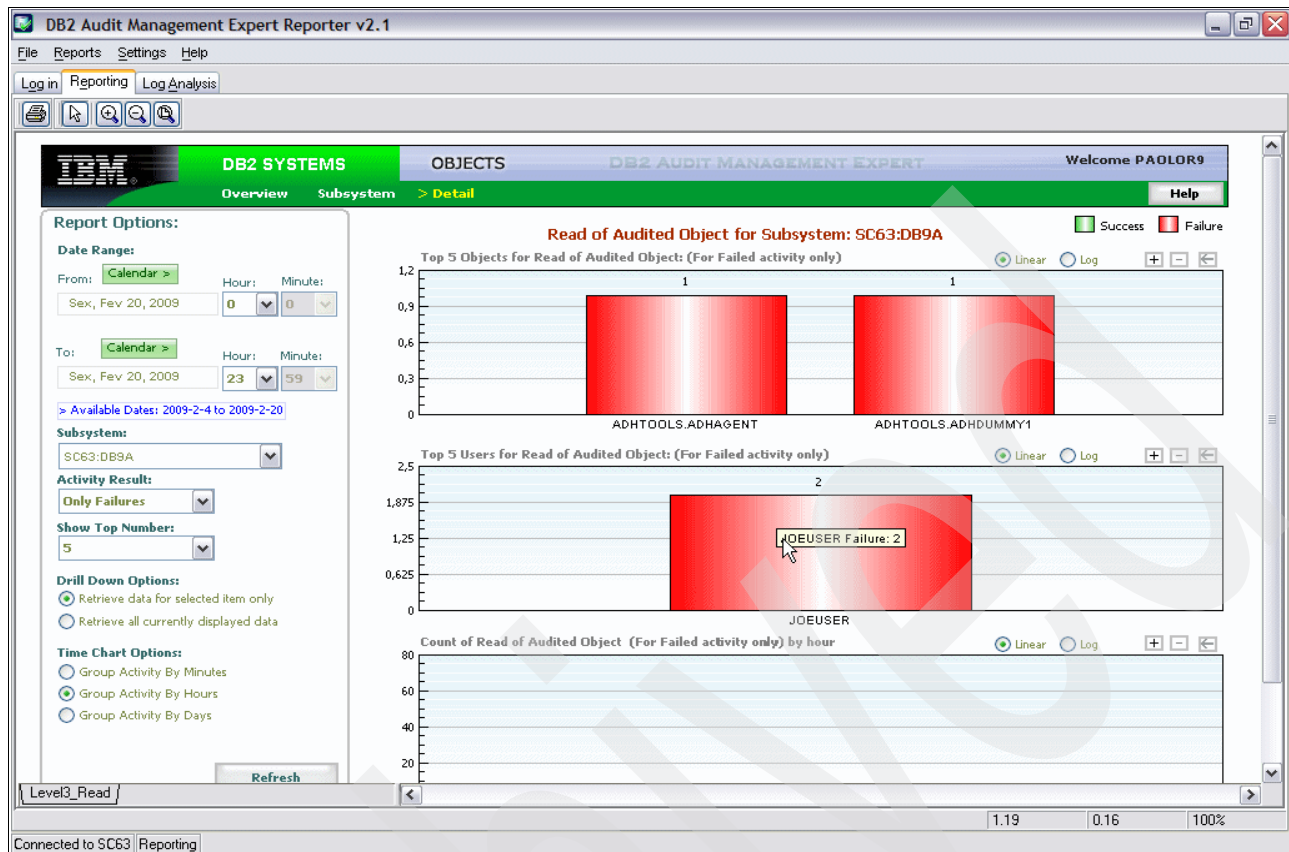 DB2 Audit Management Expert Reporter v2.1
File Reports Settings Help
Log in Reporting Log Analysis
IBM. DB2 SYSTEMS OBJECTS DB2 AUDIT MANAGEMENT EXPERT Welcome PAOLOR9
Overview Subsystem > Detail Help
Report Options:
Date Range:
From: Calendar > Hour: Minute:
Sex, Fev 20, 2009 0 0
To: Calendar > Hour: Minute:
Sex, Fev 20, 2009 23 59
> Available Dates: 2009-2-4 to 2009-2-20
Subsystem:
SC63:DB9A
Activity Result:
Only Failures
Show Top Number:
5
Drill Down Options:
Retrieve data for selected item only
Retrieve all currently displayed data
Time Chart Options:
Group Activity By Minutes
Group Activity By Hours
Group Activity By Days
Refresh
Success Failure
Read of Audited Object for Subsystem: SC63:DB9A
Top 5 Objects for Read of Audited Object: (For Failed activity only) Linear Log
1,2
1 1
0,9
0,6
0,3
0
ADHTOOLS.ADHAGENT ADHTOOLS.ADHDUMMY1
Top 5 Users for Read of Audited Object: (For Failed activity only) Linear Log
2,5
2
1,875
1,25
JOEUSER Failure: 2
0,625
0
JOEUSER
Count of Read of Audited Object (For Failed activity only) by hour Linear Log
80
60
40
20
Level3_Read
1.19 0.16 100%
Connected to SC63 Reporting